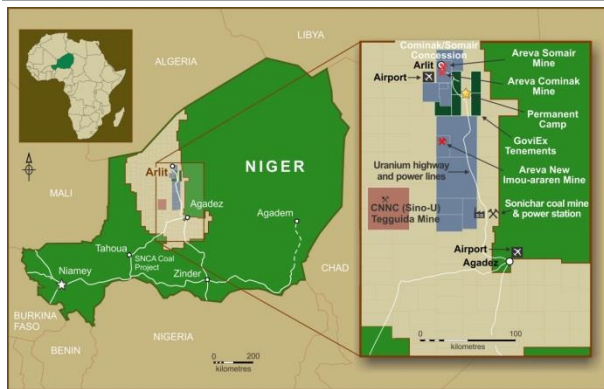 LIBYA
ALGERIA
NIGER
MALI
Arlit
Agadez
Agadem
Tahoua
SNCA Coal
Project
Zinder
Niamey
CHAD
BURKINA
FASO
NIGERIA
BENIN
0 200
kilometres
Cominak/Somair
Concession
Arlit
Airport
Areva Somair
Mine
Areva Cominak
Mine
Permanent
Camp
GoviEx
Tenements
Uranium highway
and power lines
Areva New
Imou-araren Mine
CNNC (Sino-U)
Tegguida Mine
Sonichar coal mine
& power station
Airport
Agadez
0 100
kilometres